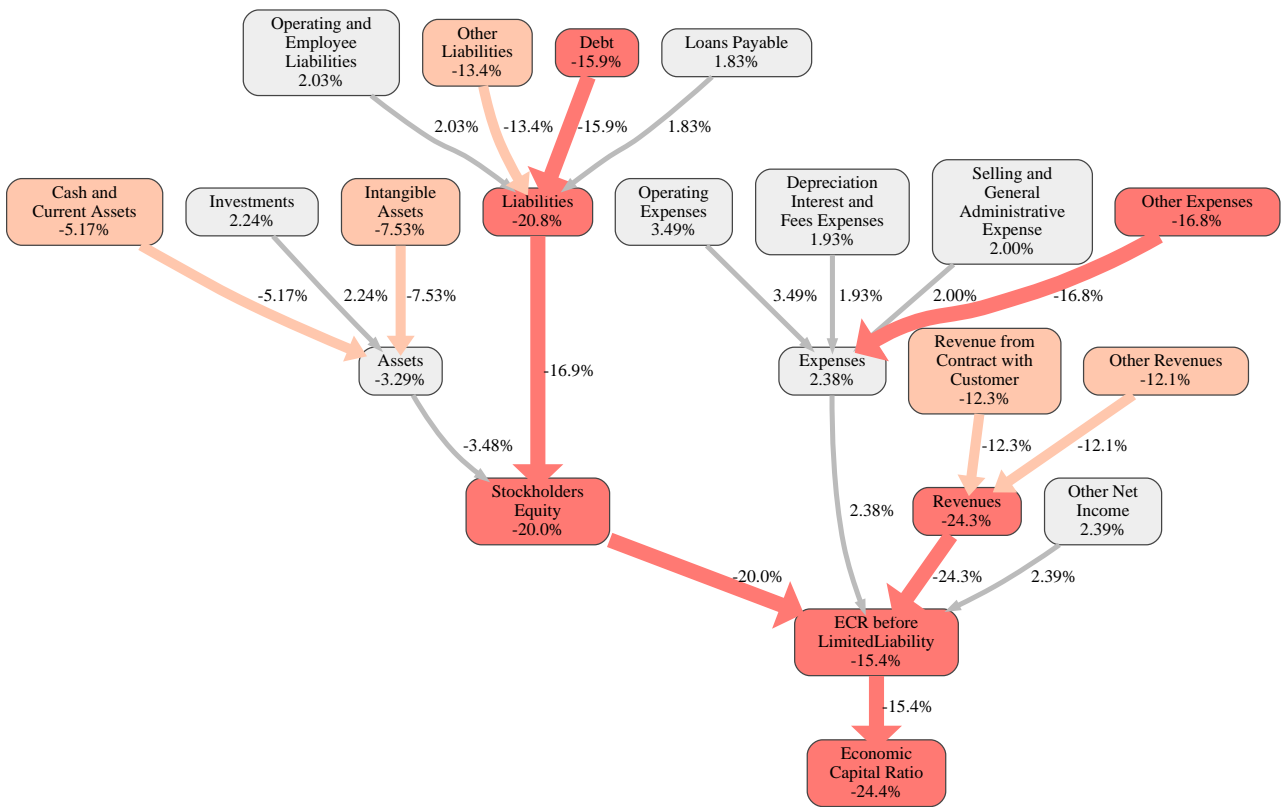 Operating and
Employee
Liabilities
2.03%
Other
Liabilities
-13.4%
Debt
-15.9%
Loans Payable
1.83%
2.03%
-13.4%
-15.9%
1.83%
Cash and
Current Assets
-5.17%
Investments
2.24%
Intangible
Assets
-7.53%
Liabilities
-20.8%
Operating
Expenses
3.49%
Depreciation
Interest and
Fees Expenses
1.93%
Selling and
General
Administrative
Expense
2.00%
Other Expenses
-16.8%
-5.17%
2.24%
-7.53%
3.49%
1.93%
2.00%
-16.8%
Assets
-3.29%
-16.9%
Expenses
2.38%
Revenue from
Contract with
Customer
-12.3%
Other Revenues
-12.1%
-3.48%
-12.3%
-12.1%
Stockholders
Equity
-20.0%
2.38%
Revenues
-24.3%
Other Net
Income
2.39%
-20.0%
-24.3%
2.39%
ECR before
LimitedLiability
-15.4%
-15.4%
Economic
Capital Ratio
-24.4%